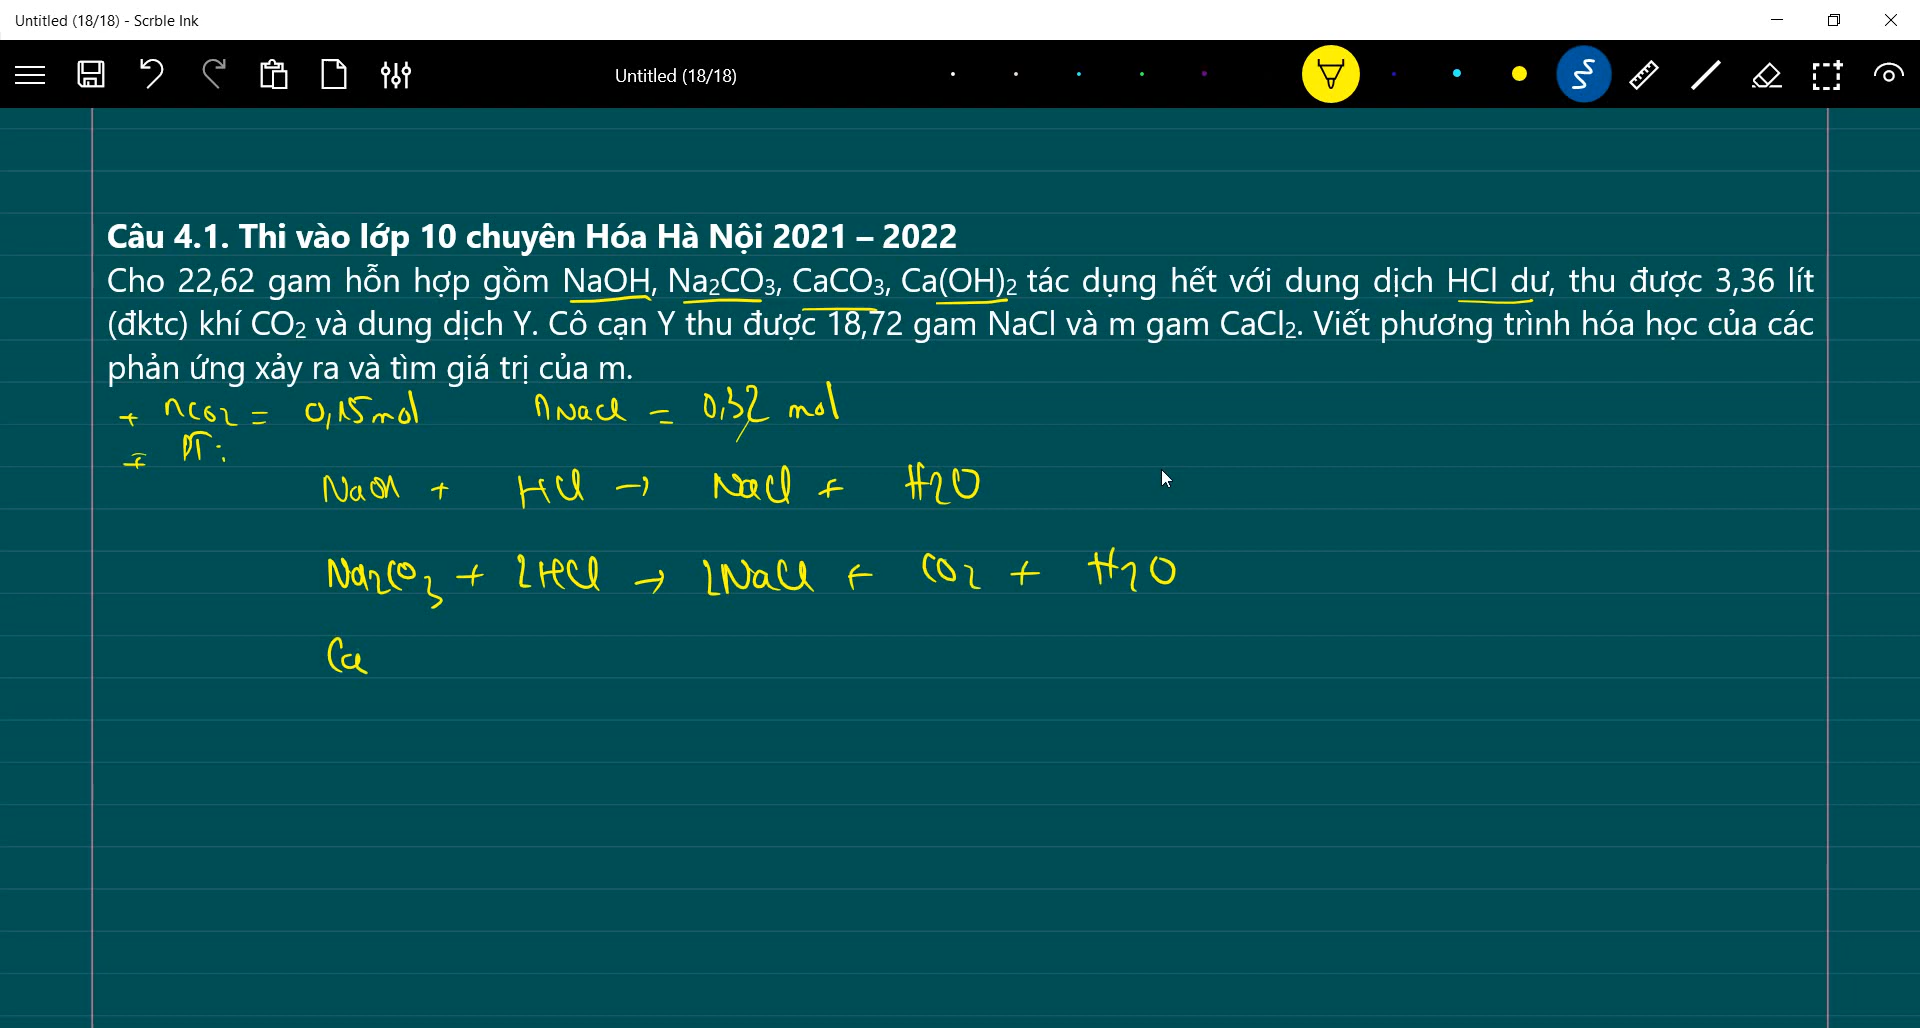 Untitled (18/18) - Scrble Ink
Untitled (18/18)
Câu 4.1. Thi vào lớp 10 chuyên Hóa Hà Nội 2021 – 2022
Cho 22,62 gam hỗn hợp gồm NaOH, Na₂CO₃, CaCO₃, Ca(OH)₂ tác dụng hết với dung dịch HCl dư, thu được 3,36 lít
(đktc) khí CO₂ và dung dịch Y. Cô cạn Y thu được 18,72 gam NaCl và m gam CaCl₂. Viết phương trình hóa học của các
phản ứng xảy ra và tìm giá trị của m.
+ nCO2 = 0,15 mol nNaCl = 0,32 mol
+ PT:
NaOH + HCl → NaCl + H2O
Na2CO3 + 2HCl → 2NaCl + CO2 + H2O
Ca